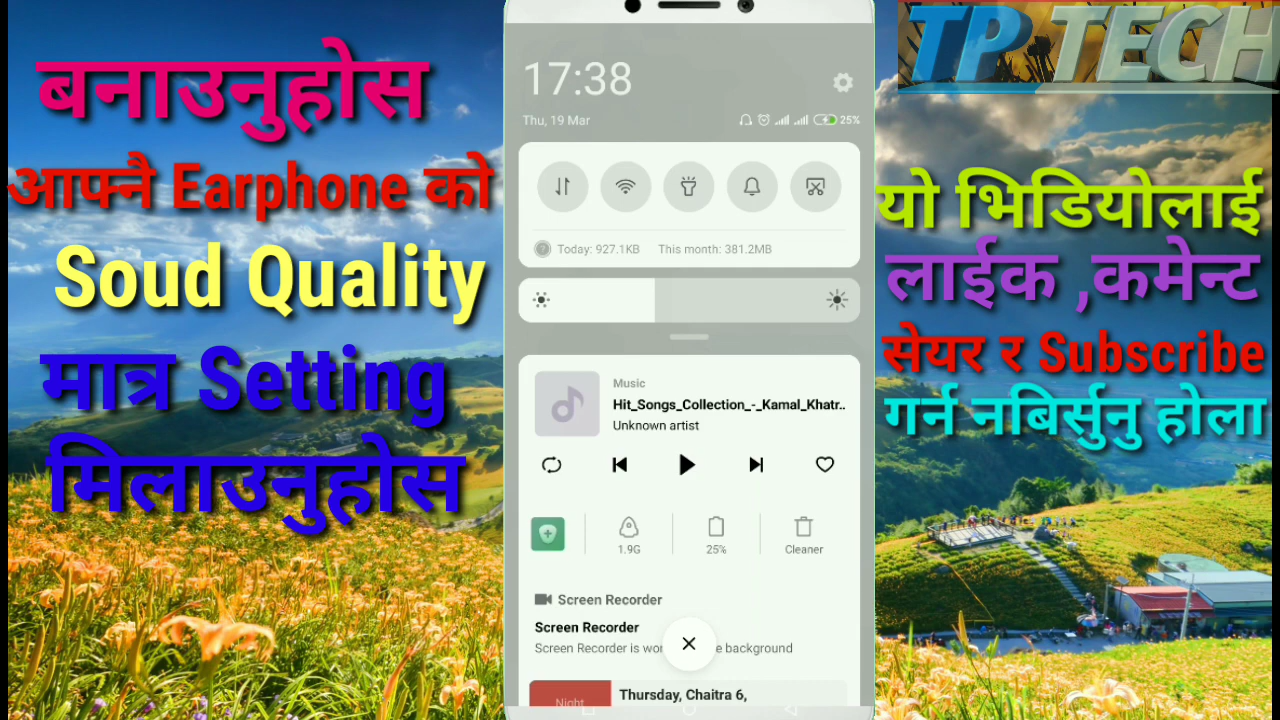 बनाउनुहोस
आफ्नै Earphone को
Soud Quality
मात्र Setting
मिलाउनुहोस
17:38
Thu, 19 Mar
25%
Today: 927.1KB This month: 381.2MB
Music
Hit_Songs_Collection_-_Kamal_Khatr..
Unknown artist
1.9G
25%
Cleaner
Screen Recorder
Screen Recorder
Screen Recorder is wor e background
Night
Thursday, Chaitra 6,
TP TECH
यो भिडियोलाई
लाईक ,कमेन्ट
सेयर र Subscribe
गर्न नबिर्सुनु होला